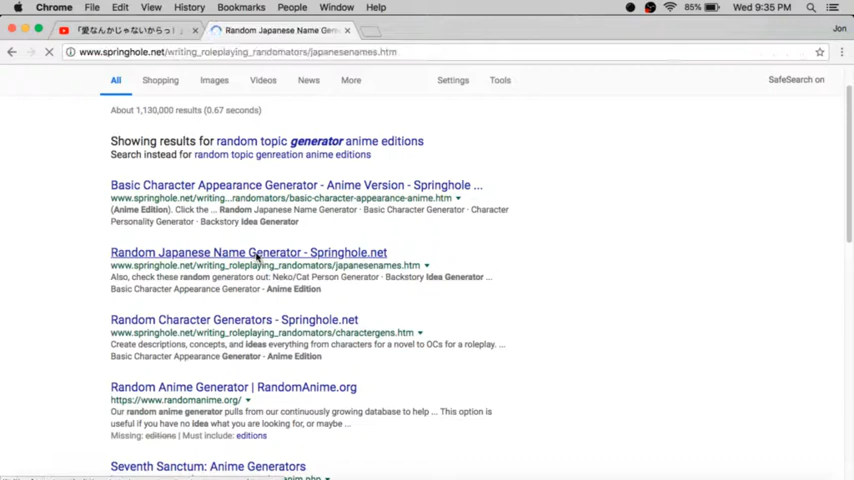 Chrome File Edit View History Bookmarks People Window Help 85% Wed 9:35 PM Jon
「愛なんかじゃないからっ！」 Random Japanese Name Gen
www.springhole.net/writing_roleplaying_randomators/japanesenames.htm
All Shopping Images Videos News More Settings Tools SafeSearch on
About 1,130,000 results (0.67 seconds)
Showing results for random topic generator anime editions
Search instead for random topic genreation anime editions
Basic Character Appearance Generator - Anime Version - Springhole ...
www.springhole.net/writing...randomators/basic-character-appearance-anime.htm
(Anime Edition). Click the ... Random Japanese Name Generator · Basic Character Generator · Character
Personality Generator · Backstory Idea Generator
Random Japanese Name Generator - Springhole.net
www.springhole.net/writing_roleplaying_randomators/japanesenames.htm
Also, check these random generators out: Neko/Cat Person Generator · Backstory Idea Generator ...
Basic Character Appearance Generator - Anime Edition
Random Character Generators - Springhole.net
www.springhole.net/writing_roleplaying_randomators/charactergens.htm
Create descriptions, concepts, and ideas everything from characters for a novel to OCs for a roleplay. ...
Basic Character Appearance Generator - Anime Edition
Random Anime Generator | RandomAnime.org
https://www.randomanime.org/
Our random anime generator pulls from our continuously growing database to help ... This option is
useful if you have no idea what you are looking for, or maybe ...
Missing: editions | Must include: editions
Seventh Sanctum: Anime Generators